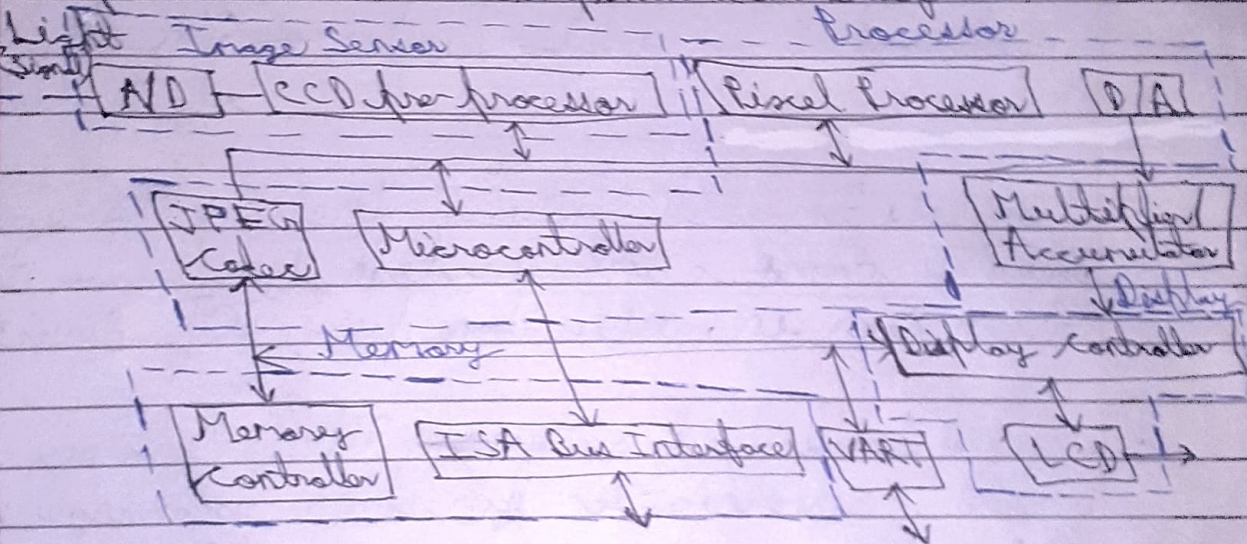 Light Image Sensor
Processor
Signal
A/D
CCD pre-processor
Pixel Processor
D/A
JPEG
Codec
Microcontroller
Multiplier/
Accumulator
Display
Display Controller
Memory
Memory
Controller
ISA Bus Interface
UART
LCD